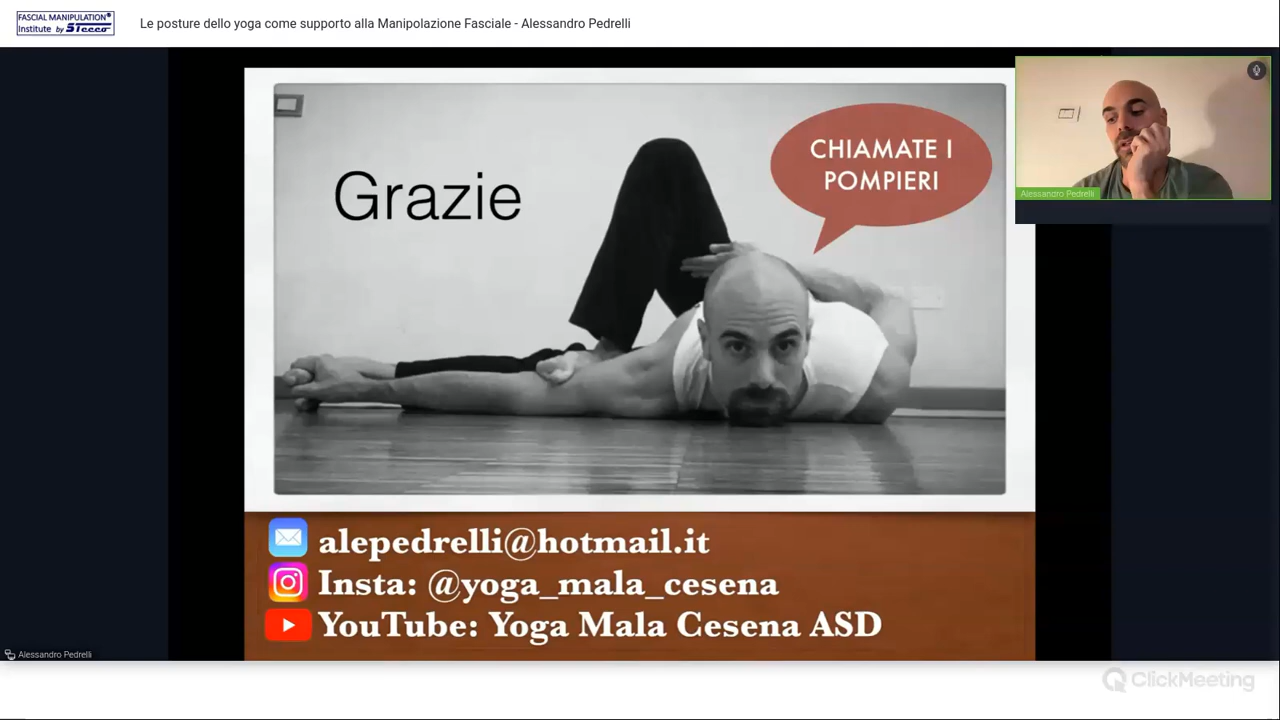 FASCIAL MANIPULATION®
Institute by Stecco
Le posture dello yoga come supporto alla Manipolazione Fasciale - Alessandro Pedrelli
CHIAMATE I
POMPIERI
Grazie
Alessandro Pedrelli
alepedrelli@hotmail.it
Insta: @yoga_mala_cesena
YouTube: Yoga Mala Cesena ASD
Alessandro Pedrelli
ClickMeeting